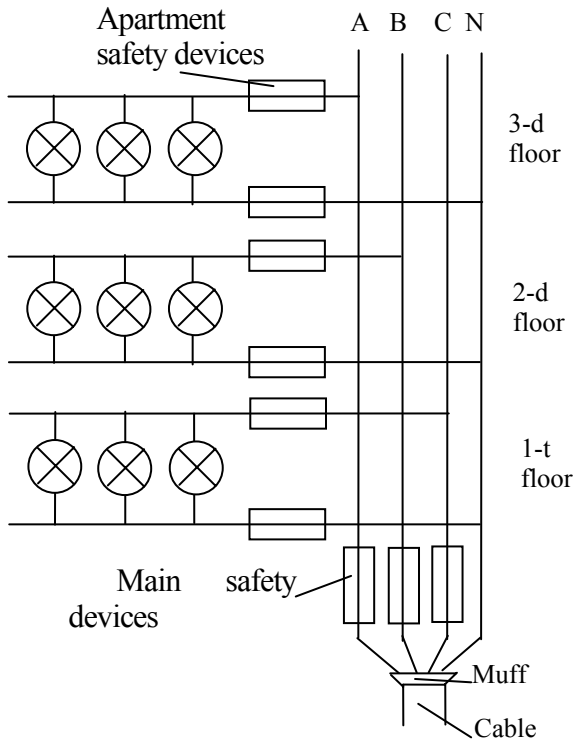 Apartment
safety devices
A B C N
3-d
floor
2-d
floor
1-t
floor
Main safety
devices
Muff
Cable